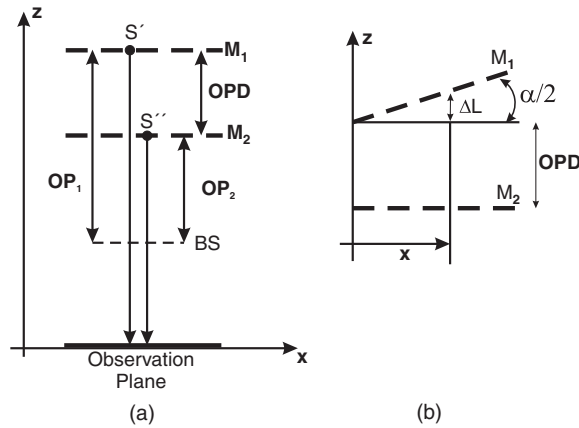 z
S´
M₁
OPD
S´´
M₂
OP₁
OP₂
BS
Observation
Plane
x
(a)
z
M₁
ΔL
α/2
OPD
M₂
x
(b)